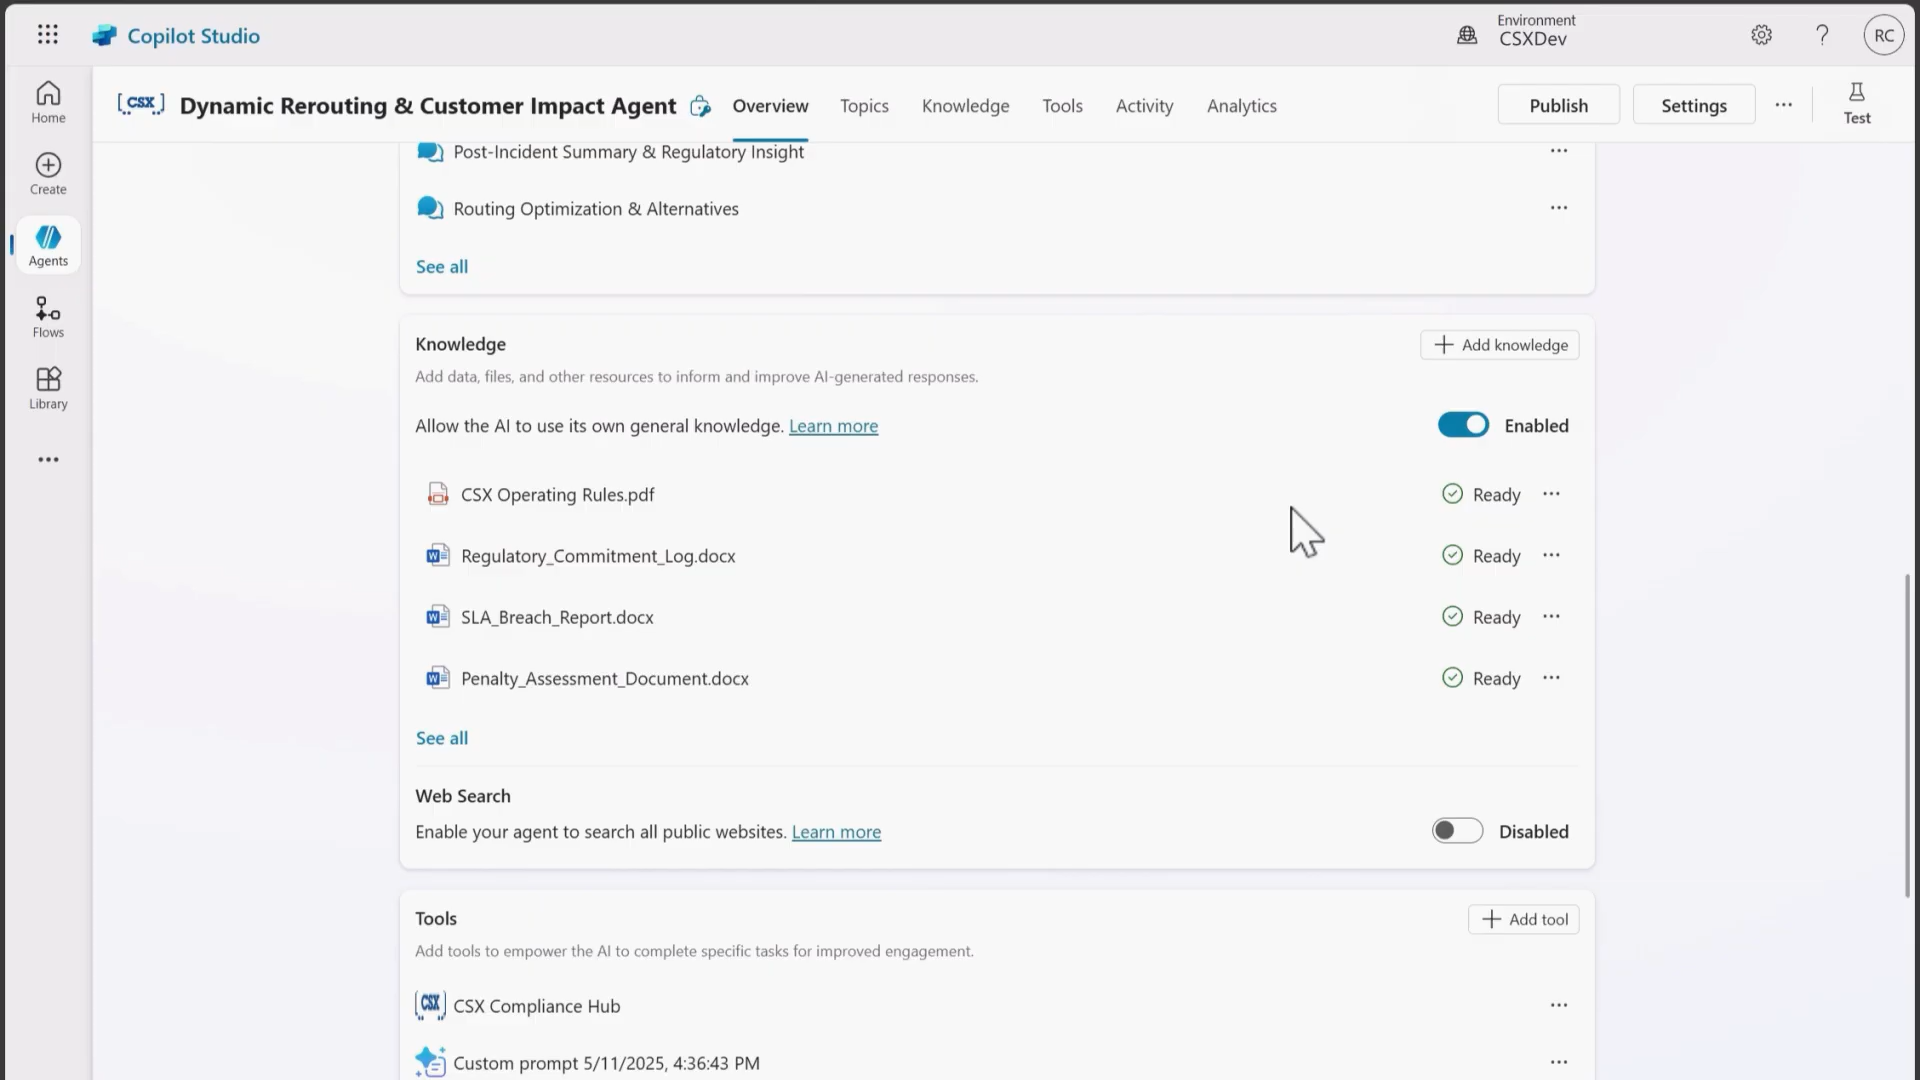 Copilot Studio
Environment
CSXDev
?
RC
Home
Create
Agents
Flows
Library
[CSX]
Dynamic Rerouting & Customer Impact Agent
Overview
Topics
Knowledge
Tools
Activity
Analytics
Publish
Settings
Test
Post-Incident Summary & Regulatory Insight
Routing Optimization & Alternatives
See all
Knowledge
Add knowledge
Add data, files, and other resources to inform and improve AI-generated responses.
Allow the AI to use its own general knowledge. Learn more
Enabled
CSX Operating Rules.pdf
Ready
Regulatory_Commitment_Log.docx
Ready
SLA_Breach_Report.docx
Ready
Penalty_Assessment_Document.docx
Ready
See all
Web Search
Enable your agent to search all public websites. Learn more
Disabled
Tools
Add tool
Add tools to empower the AI to complete specific tasks for improved engagement.
[CSX]
CSX Compliance Hub
Custom prompt 5/11/2025, 4:36:43 PM